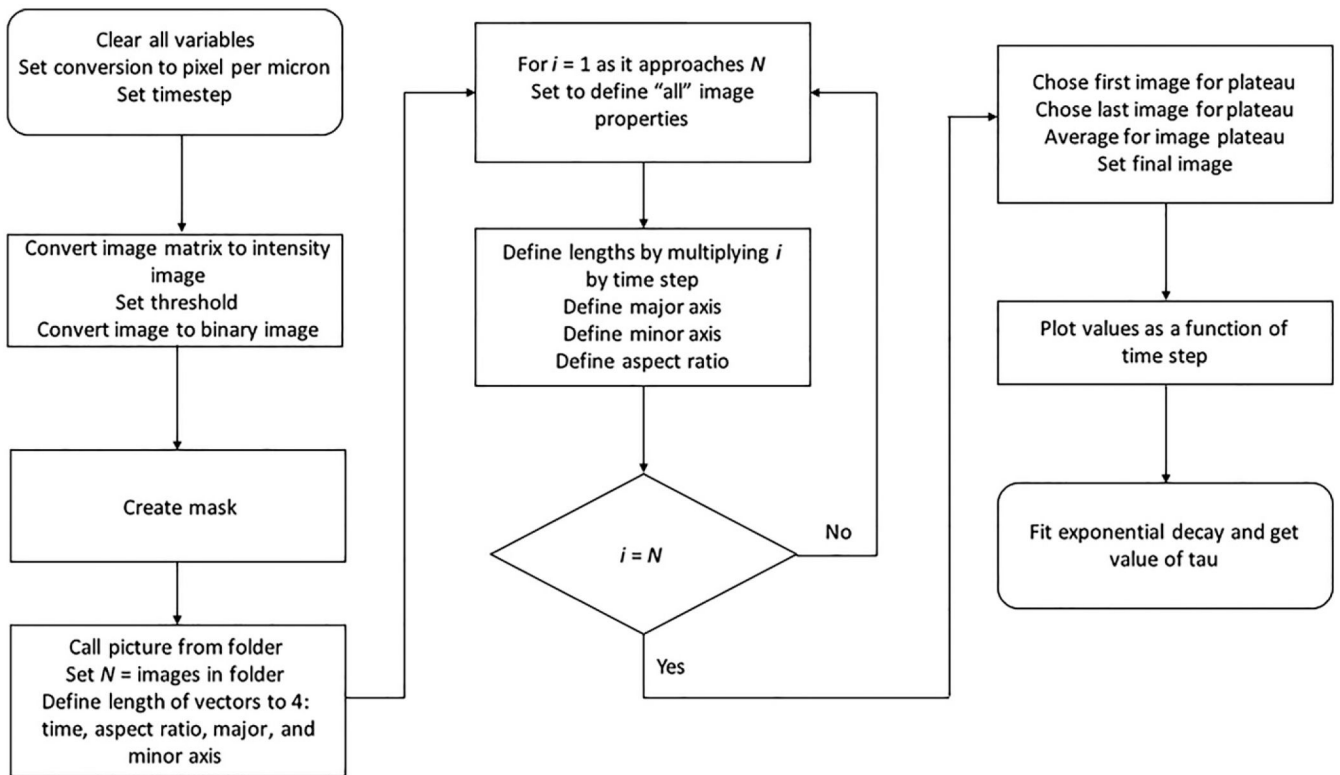 Clear all variables
Set conversion to pixel per micron
Set timestep
Convert image matrix to intensity
image
Set threshold
Convert image to binary image
Create mask
Call picture from folder
Set N = images in folder
Define length of vectors to 4:
time, aspect ratio, major, and
minor axis
For i = 1 as it approaches N
Set to define “all” image
properties
Define lengths by multiplying i
by time step
Define major axis
Define minor axis
Define aspect ratio
i = N
No
Yes
Chose first image for plateau
Chose last image for plateau
Average for image plateau
Set final image
Plot values as a function of
time step
Fit exponential decay and get
value of tau